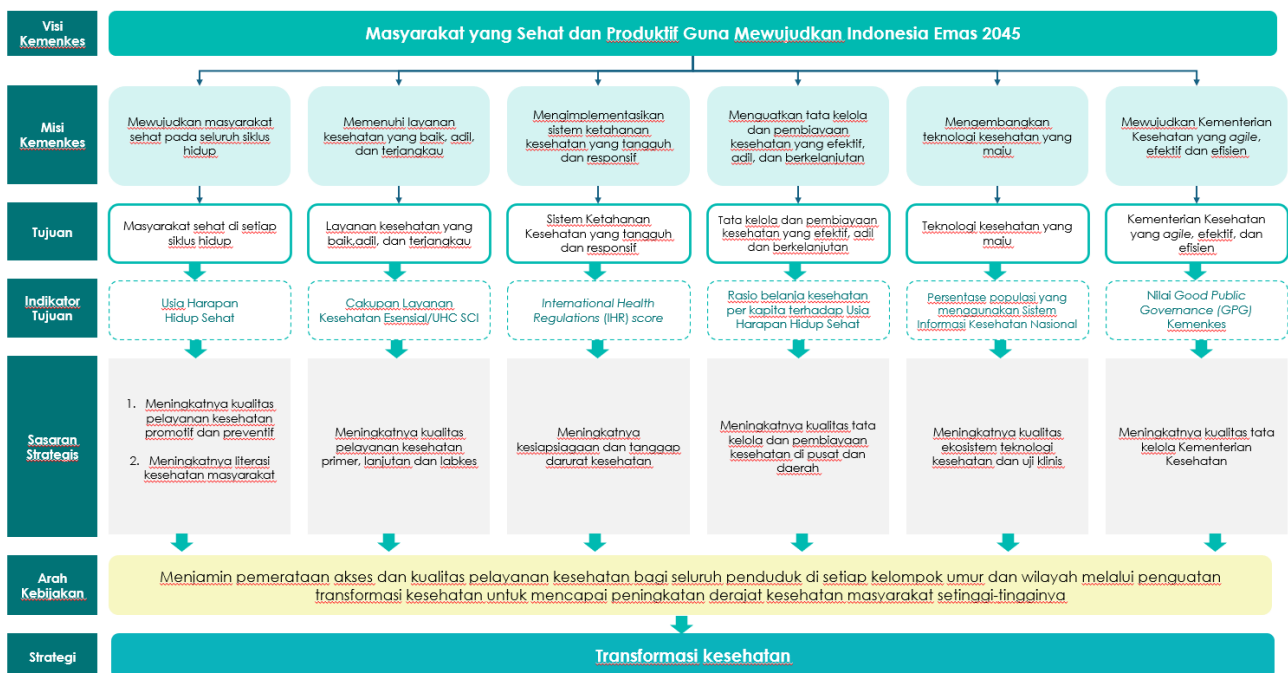 Visi
Kemenkes
Masyarakat yang Sehat dan Produktif Guna Mewujudkan Indonesia Emas 2045
Misi
Kemenkes
Mewujudkan masyarakat
sehat pada seluruh siklus
hidup
Memenuhi layanan
kesehatan yang baik, adil,
dan terjangkau
Mengimplementasikan
sistem ketahanan
kesehatan yang tangguh
dan responsif
Menguatkan tata kelola
dan pembiayaan
kesehatan yang efektif,
adil, dan berkelanjutan
Mengembangkan
teknologi kesehatan yang
maju
Mewujudkan Kementerian
Kesehatan yang agile,
efektif dan efisien
Tujuan
Masyarakat sehat di setiap
siklus hidup
Layanan kesehatan yang
baik,adil, dan terjangkau
Sistem Ketahanan
Kesehatan yang tangguh
dan responsif
Tata kelola dan pembiayaan
kesehatan yang efektif, adil
dan berkelanjutan
Teknologi kesehatan yang
maju
Kementerian Kesehatan
yang agile, efektif, dan
efisien
Indikator
Tujuan
Usia Harapan
Hidup Sehat
Cakupan Layanan
Kesehatan Esensial/UHC SCI
International Health
Regulations (IHR) score
Rasio belanja kesehatan
per kapita terhadap Usia
Harapan Hidup Sehat
Persentase populasi yang
menggunakan Sistem
Informasi Kesehatan Nasional
Nilai Good Public
Governance (GPG)
Kemenkes
Sasaran
Strategis
1. Meningkatnya kualitas
pelayanan kesehatan
promotif dan preventif
2. Meningkatnya literasi
kesehatan masyarakat
Meningkatnya kualitas
pelayanan kesehatan
primer, lanjutan dan labkes
Meningkatnya
kesiapsiagaan dan tanggap
darurat kesehatan
Meningkatnya kualitas tata
kelola dan pembiayaan
kesehatan di pusat dan
daerah
Meningkatnya kualitas
ekosistem teknologi
kesehatan dan uji klinis
Meningkatnya kualitas tata
kelola Kementerian
Kesehatan
Arah
Kebijakan
Menjamin pemerataan akses dan kualitas pelayanan kesehatan bagi seluruh penduduk di setiap kelompok umur dan wilayah melalui penguatan
transformasi kesehatan untuk mencapai peningkatan derajat kesehatan masyarakat setinggi-tingginya
Strategi
Transformasi kesehatan